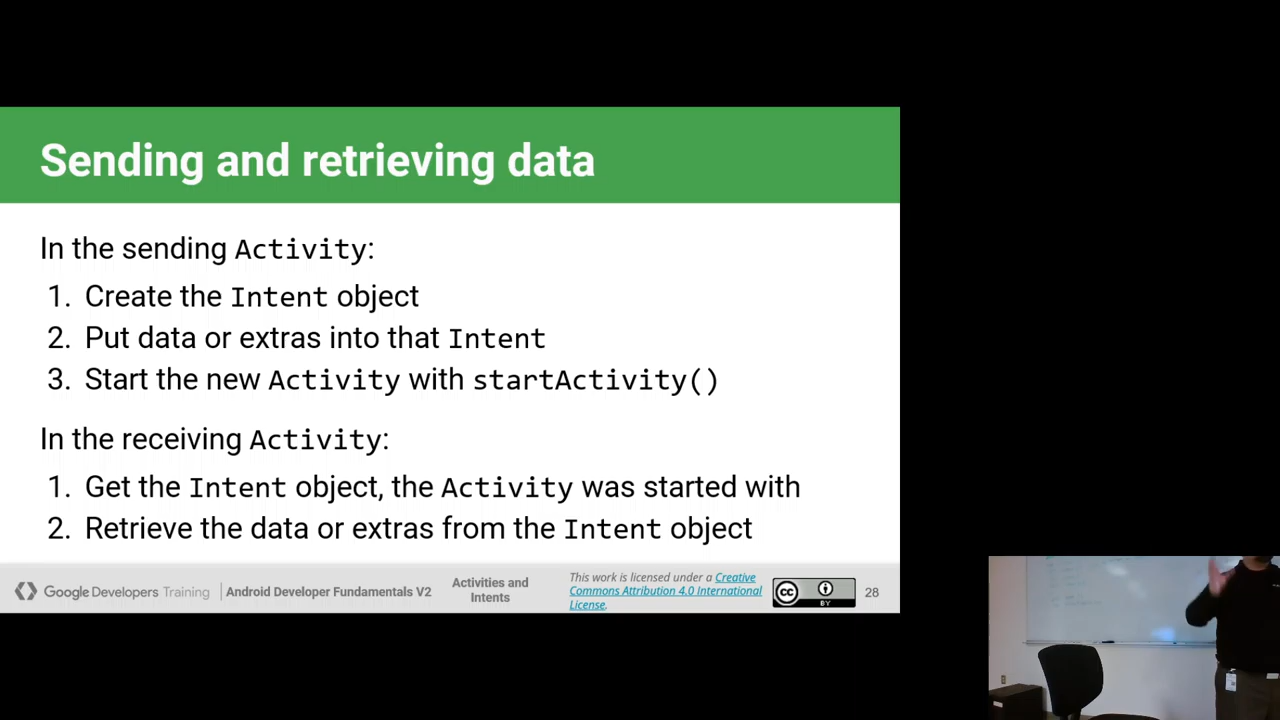 Sending and retrieving data
In the sending Activity:
1. Create the Intent object
2. Put data or extras into that Intent
3. Start the new Activity with startActivity()
In the receiving Activity:
1. Get the Intent object, the Activity was started with
2. Retrieve the data or extras from the Intent object
Google Developers Training
Android Developer Fundamentals V2
Activities and
Intents
This work is licensed under a Creative
Commons Attribution 4.0 International
License.
cc
BY
28